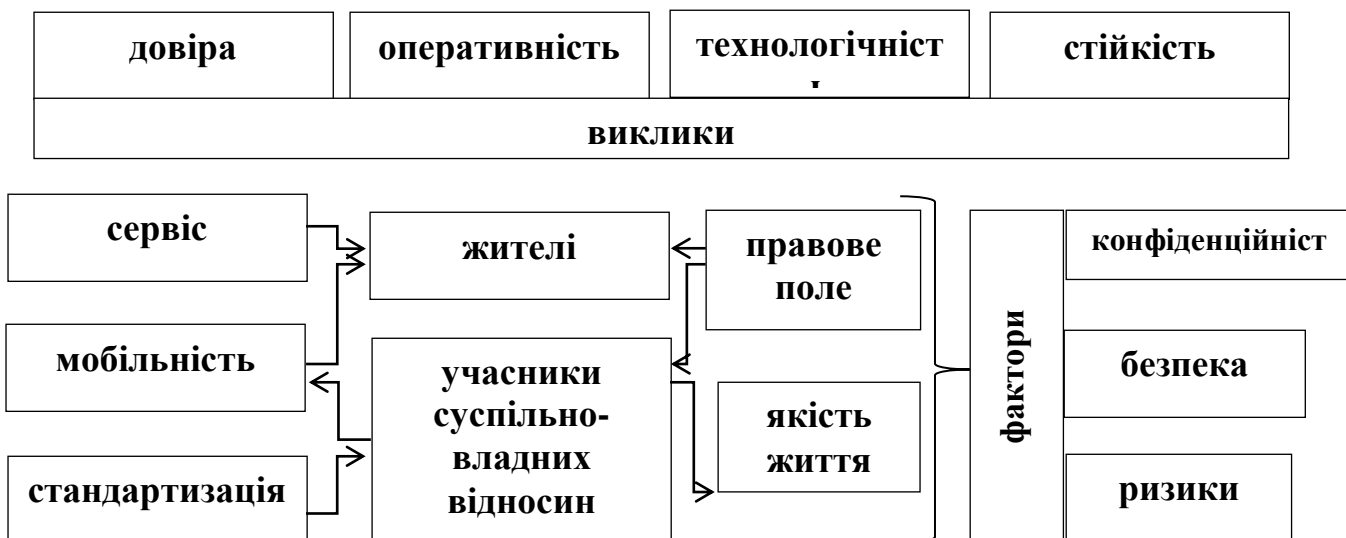 довіра
оперативність
технологічніст
стійкість
виклики
сервіс
жителі
правове
поле
конфіденційніст
мобільність
учасники
суспільно-
владних
відносин
якість
життя
фактори
безпека
стандартизація
ризики